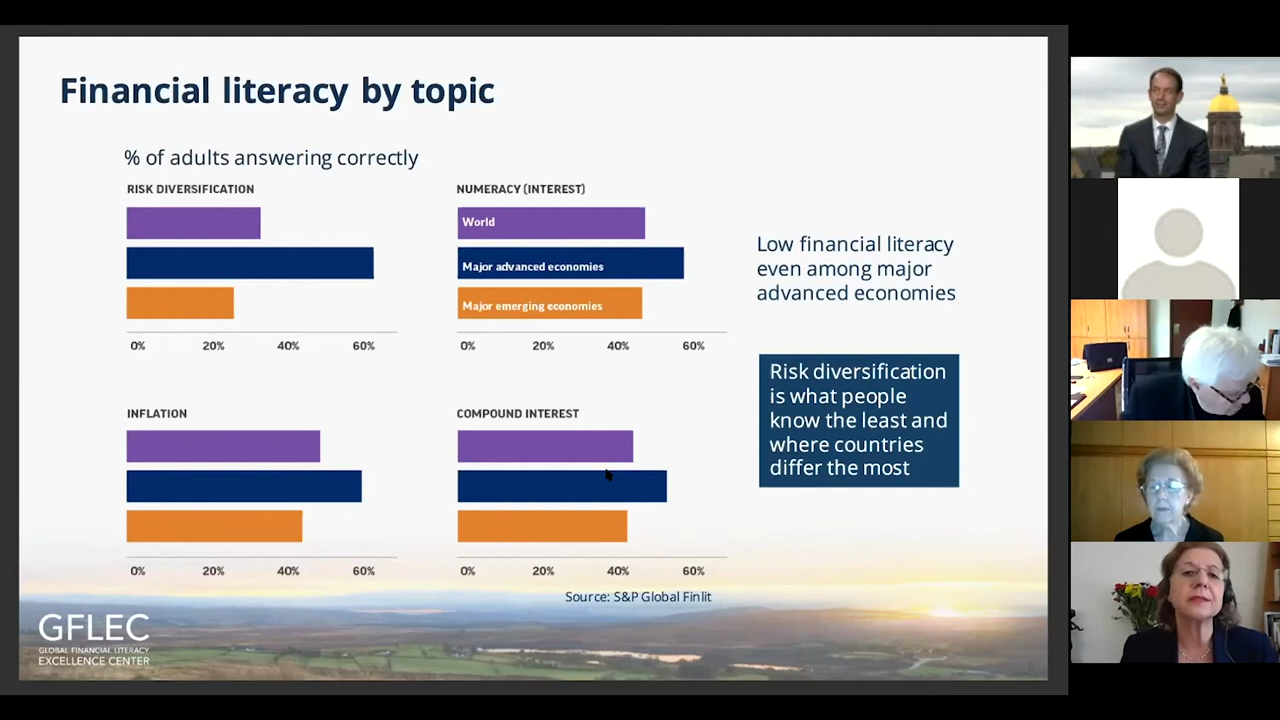 Financial literacy by topic
% of adults answering correctly
RISK DIVERSIFICATION
0% 20% 40% 60%
NUMERACY (INTEREST)
World
Major advanced economies
Major emerging economies
0% 20% 40% 60%
Low financial literacy
even among major
advanced economies
Risk diversification
is what people
know the least and
where countries
differ the most
INFLATION
0% 20% 40% 60%
COMPOUND INTEREST
0% 20% 40% 60%
Source: S&P Global Finlit
GFLEC
GLOBAL FINANCIAL LITERACY
EXCELLENCE CENTER